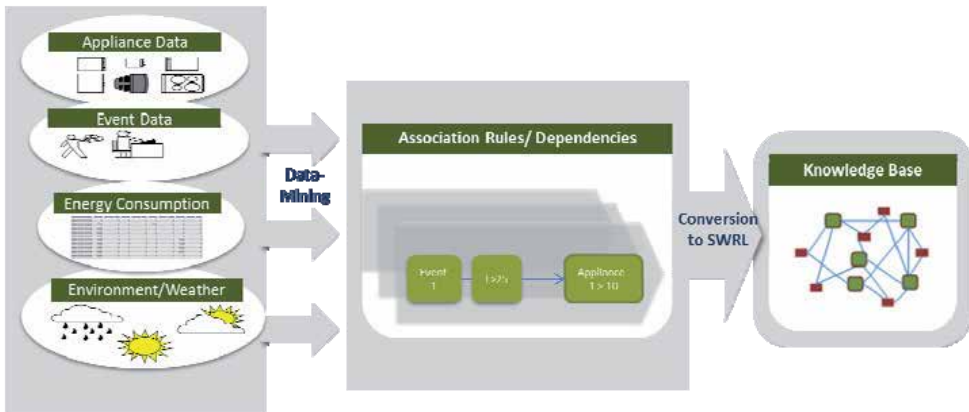 Appliance Data
Event Data
Energy Consumption
Environment/Weather
Data-
Mining
Association Rules/ Dependencies
Event
1
Appliance
1 > 10
Conversion
to SWRL
Knowledge Base